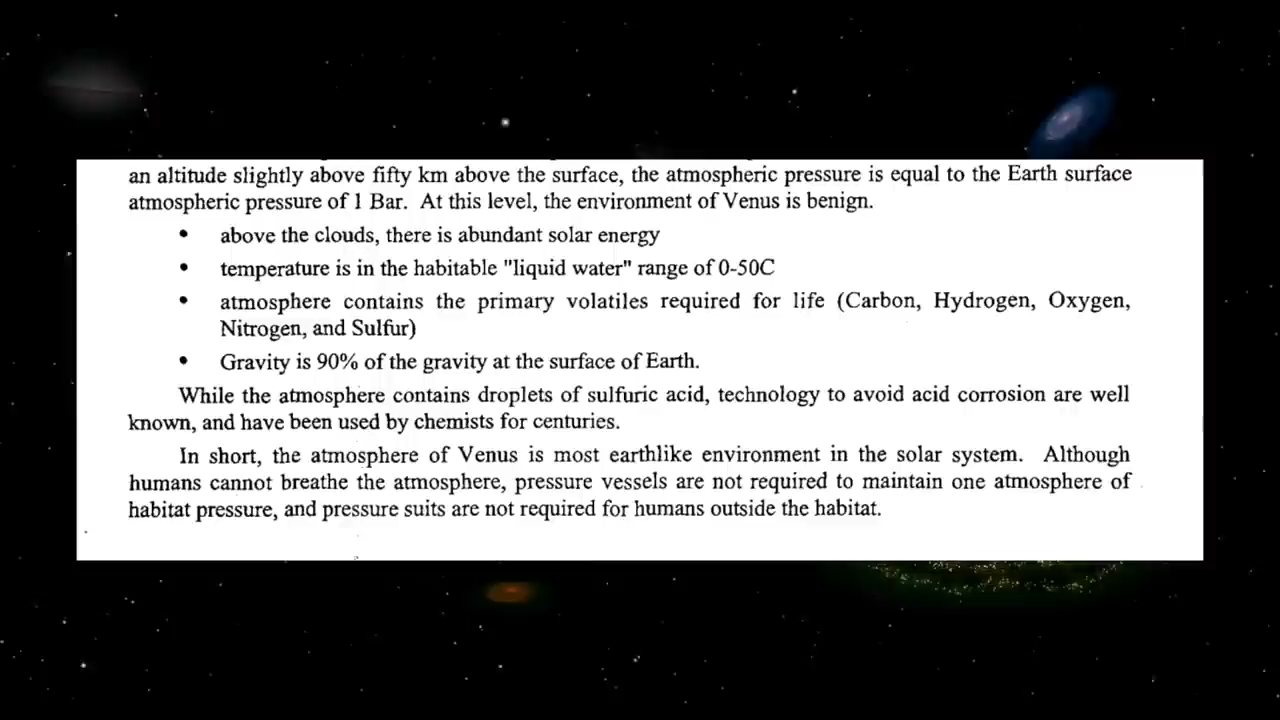 an altitude slightly above fifty km above the surface, the atmospheric pressure is equal to the Earth surface
atmospheric pressure of 1 Bar. At this level, the environment of Venus is benign.
• above the clouds, there is abundant solar energy
• temperature is in the habitable "liquid water" range of 0-50C
• atmosphere contains the primary volatiles required for life (Carbon, Hydrogen, Oxygen,
Nitrogen, and Sulfur)
• Gravity is 90% of the gravity at the surface of Earth.
While the atmosphere contains droplets of sulfuric acid, technology to avoid acid corrosion are well
known, and have been used by chemists for centuries.
In short, the atmosphere of Venus is most earthlike environment in the solar system. Although
humans cannot breathe the atmosphere, pressure vessels are not required to maintain one atmosphere of
habitat pressure, and pressure suits are not required for humans outside the habitat.